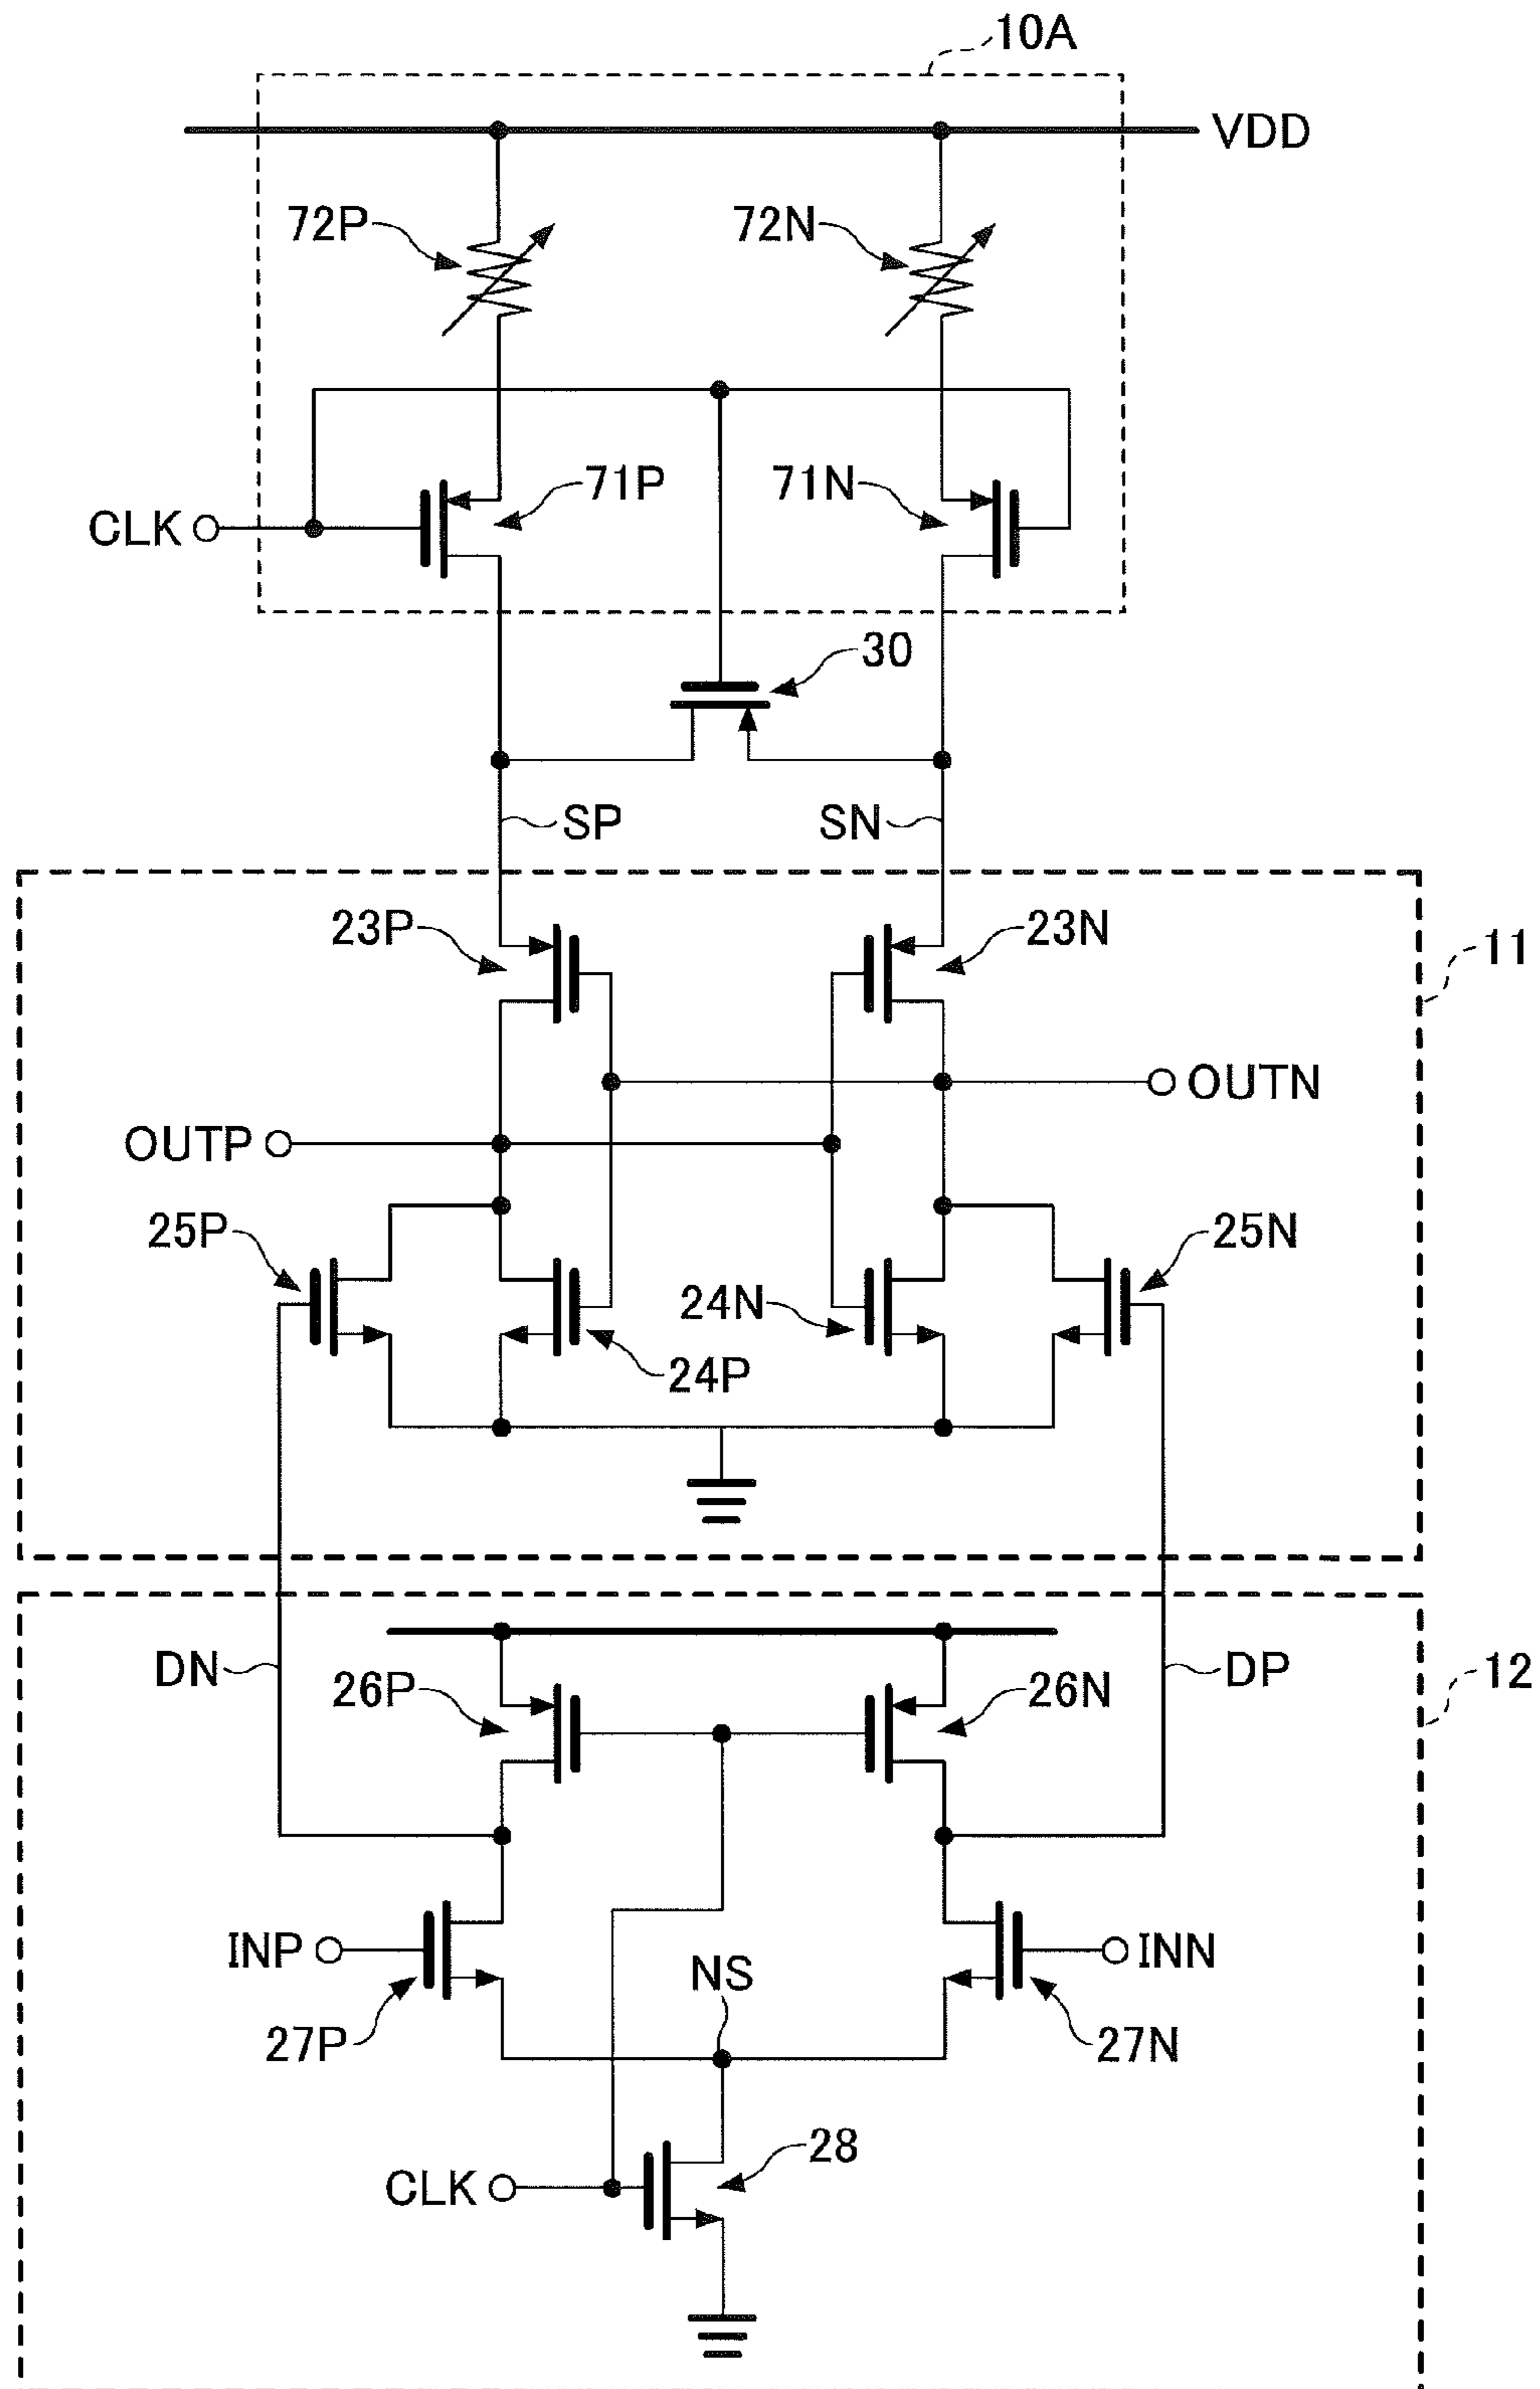 10A
VDD
72P
72N
71P
71N
CLK
30
SP
SN
23P
23N
11
OUTN
OUTP
25P
25N
24N
24P
DN
DP
12
26P
26N
INP
INN
NS
27P
27N
28
CLK